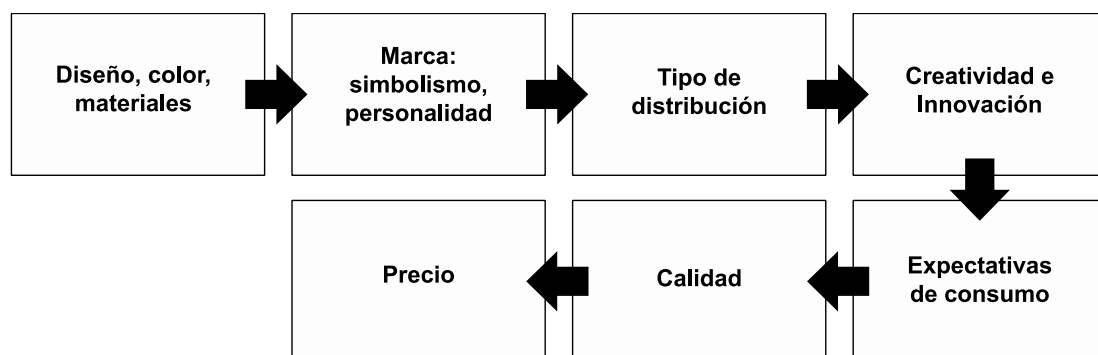 Diseño, color,
materiales
Marca:
simbolismo,
personalidad
Tipo de
distribución
Creatividad e
Innovación
Expectativas
de consumo
Calidad
Precio